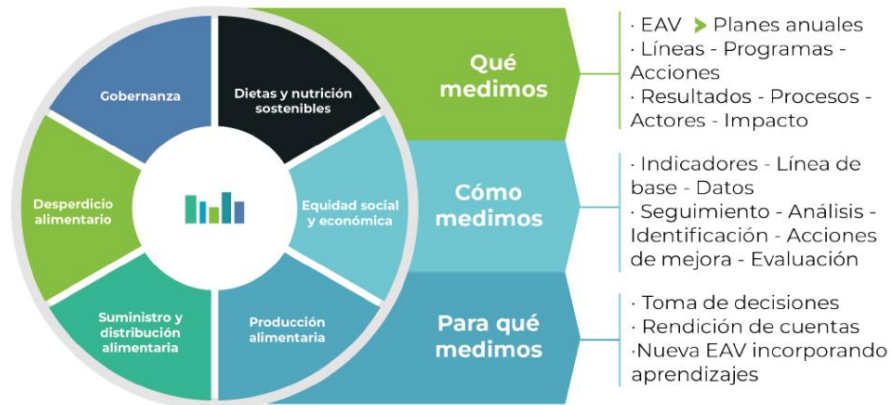 Gobernanza
Dietas y nutrición
sostenibles
Desperdicio
alimentario
Equidad social
y económica
Suministro y
distribución
alimentaria
Producción
alimentaria
Qué
medimos
· EAV > Planes anuales
· Líneas - Programas -
Acciones
· Resultados - Procesos -
Actores - Impacto
Cómo
medimos
· Indicadores - Línea de
base - Datos
· Seguimiento - Análisis -
Identificación - Acciones
de mejora - Evaluación
Para qué
medimos
· Toma de decisiones
· Rendición de cuentas
·Nueva EAV incorporando
aprendizajes